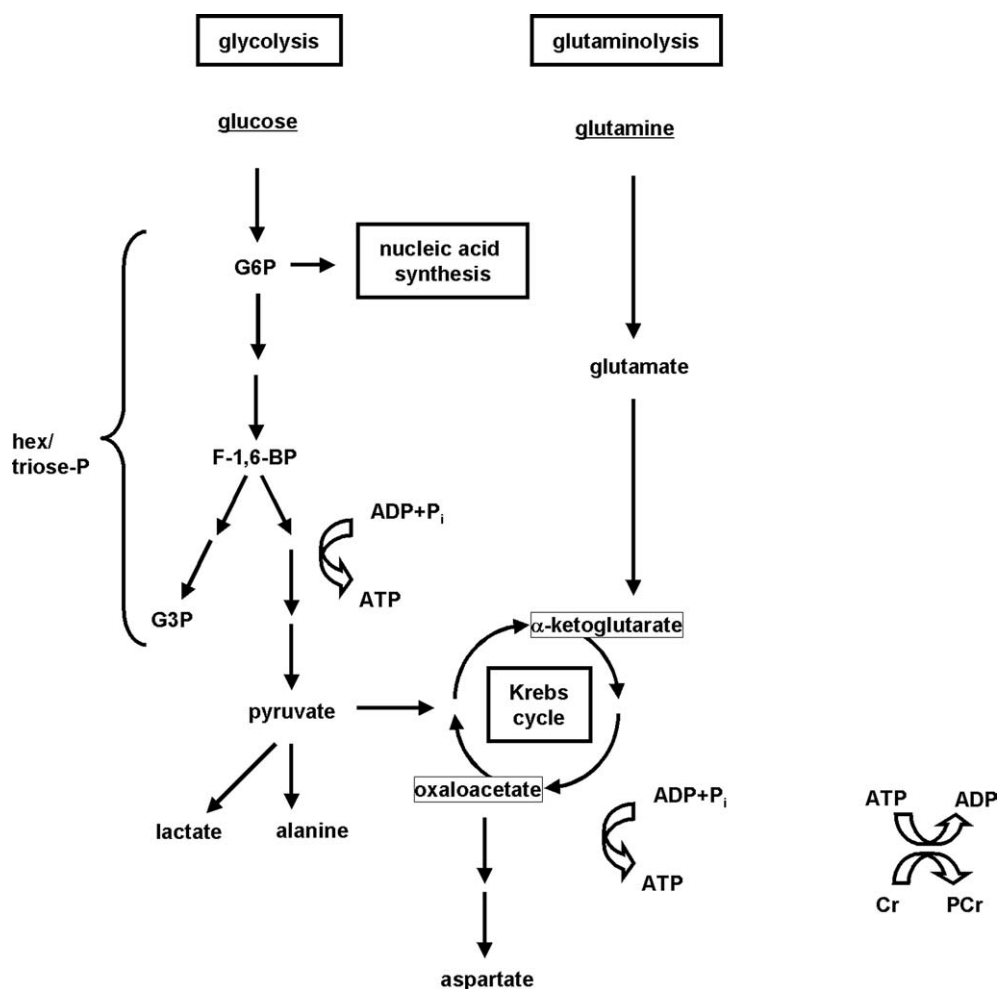 glycolysis
glutaminolysis
glucose
glutamine
G6P
nucleic acid
synthesis
glutamate
hex/
triose-P
F-1,6-BP
ADP+Pi
ATP
G3P
α-ketoglutarate
Krebs
cycle
pyruvate
oxaloacetate
ADP+Pi
ATP
ADP
lactate
alanine
ATP
Cr
PCr
aspartate